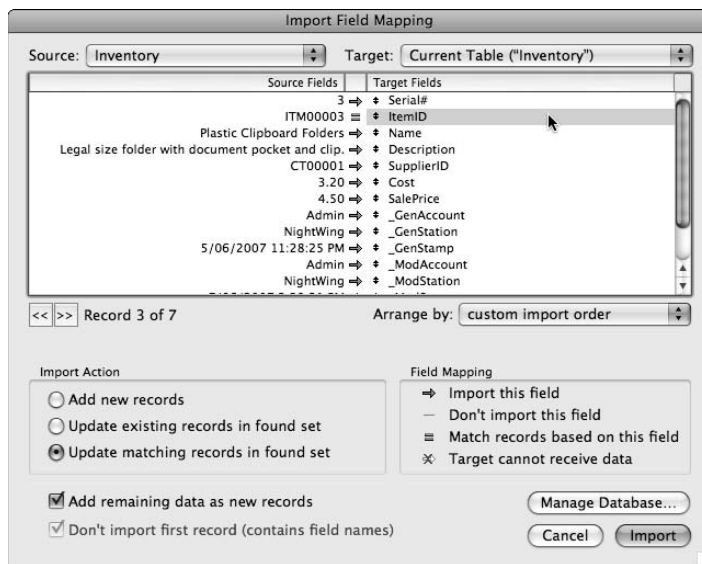 Import Field Mapping
Source: Inventory Target: Current Table ("Inventory")
Source Fields Target Fields
3 Serial#
ITM00003 = ItemID
Plastic Clipboard Folders Name
Legal size folder with document pocket and clip. Description
CT00001 SupplierID
3.20 Cost
4.50 SalePrice
Admin _GenAccount
NightWing _GenStation
5/06/2007 11:28:25 PM _GenStamp
Admin _ModAccount
NightWing _ModStation
<< >> Record 3 of 7 Arrange by: custom import order
Import Action Field Mapping
Add new records Import this field
Update existing records in found set Don't import this field
Update matching records in found set Match records based on this field
Target cannot receive data
Add remaining data as new records Manage Database...
Don't import first record (contains field names) Cancel Import